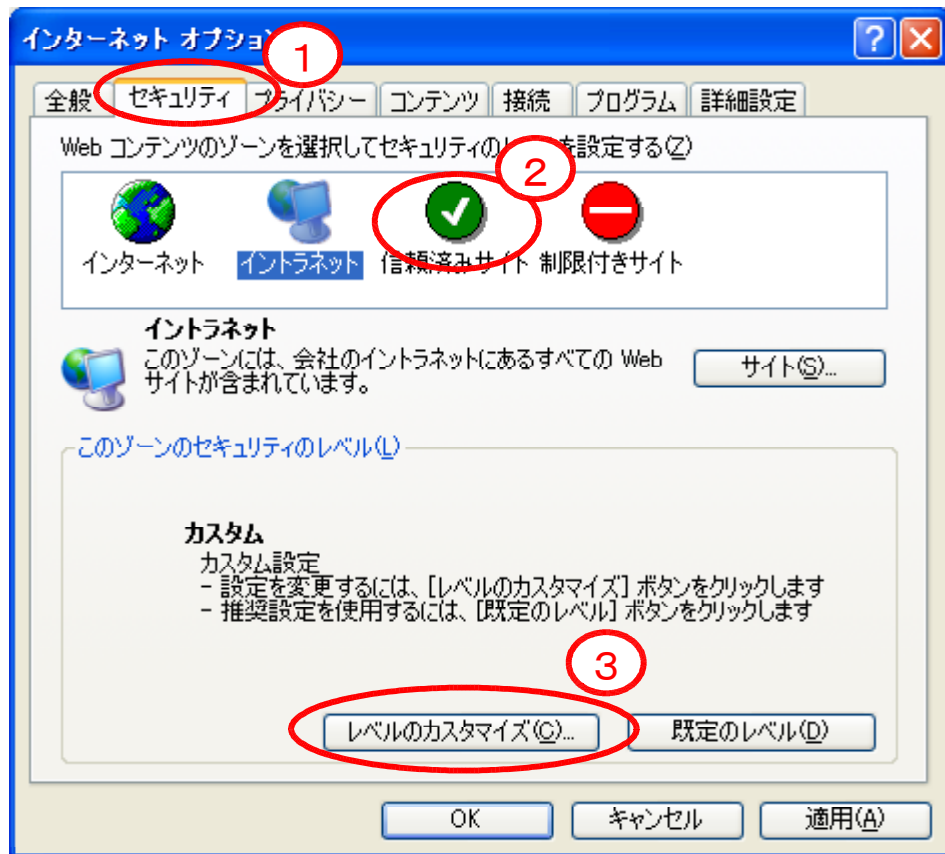 インターネット オプション
1
全般 セキュリティ プライバシー コンテンツ 接続 プログラム 詳細設定
Web コンテンツのゾーンを選択してセキュリティのレベルを設定する(Z)
2
インターネット イントラネット 信頼済みサイト 制限付きサイト
イントラネット
このゾーンには、会社のイントラネットにあるすべての Web
サイトが含まれています。
サイト(S)...
このゾーンのセキュリティのレベル(L)
カスタム
カスタム設定
- 設定を変更するには、[レベルのカスタマイズ] ボタンをクリックします
- 推奨設定を使用するには、[既定のレベル] ボタンをクリックします
3
レベルのカスタマイズ(C)... 既定のレベル(D)
OK キャンセル 適用(A)